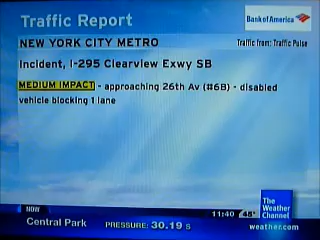 Traffic Report
Bank of America
NEW YORK CITY METRO
Traffic from: Traffic Pulse
Incident, I-295 Clearview Exwy SB
MEDIUM IMPACT - approaching 26th Av (#6B) - disabled
vehicle blocking 1 lane
NOW
11:40 48°
Central Park PRESSURE: 30.19 S
The
Weather
Channel
weather.com